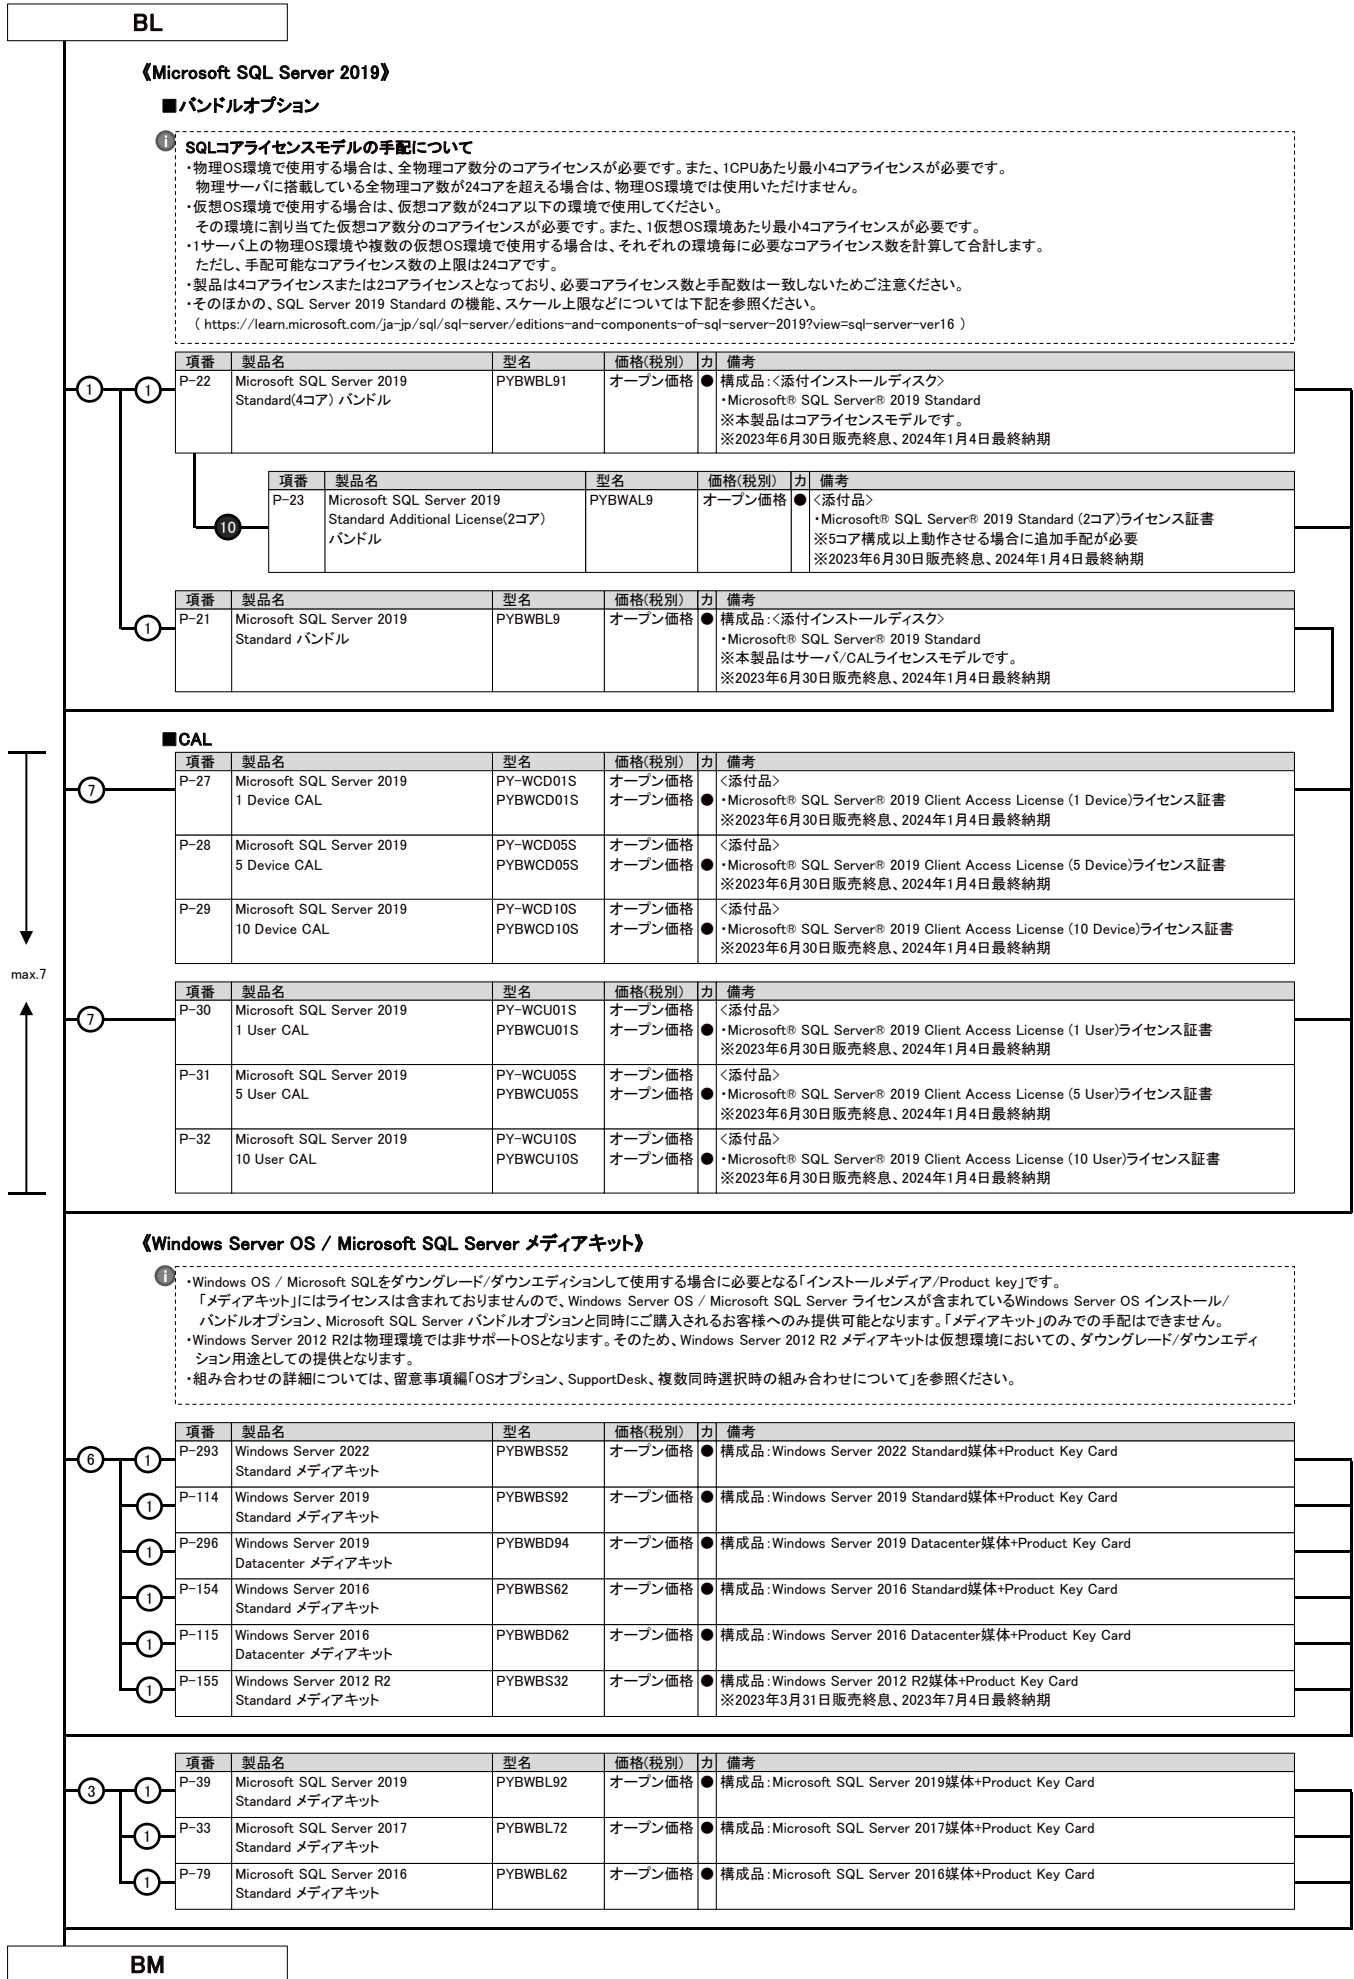 BL
《Microsoft SQL Server 2019》
■バンドルオプション
i
SQLコアライセンスモデルの手配について
・物理OS環境で使用する場合は、全物理コア数分のコアライセンスが必要です。また、1CPUあたり最小4コアライセンスが必要です。
物理サーバに搭載している全物理コア数が24コアを超える場合は、物理OS環境では使用いただけません。
・仮想OS環境で使用する場合は、仮想コア数が24コア以下の環境で使用してください。
その環境に割り当てた仮想コア数分のコアライセンスが必要です。また、1仮想OS環境あたり最小4コアライセンスが必要です。
・1サーバ上の物理OS環境や複数の仮想OS環境で使用する場合は、それぞれの環境毎に必要なコアライセンス数を計算して合計します。
ただし、手配可能なコアライセンス数の上限は24コアです。
・製品は4コアライセンスまたは2コアライセンスとなっており、必要コアライセンス数と手配数は一致しないためご注意ください。
・そのほかの、SQL Server 2019 Standard の機能、スケール上限などについては下記を参照ください。
( https://learn.microsoft.com/ja-jp/sql/sql-server/editions-and-components-of-sql-server-2019?view=sql-server-ver16 )
項番 製品名 型名 価格(税別) カ 備考
1 1 P-22 Microsoft SQL Server 2019 PYBWBL91 オープン価格 ● 構成品:<添付インストールディスク>
Standard(4コア) バンドル ・Microsoft® SQL Server® 2019 Standard
※本製品はコアライセンスモデルです。
※2023年6月30日販売終息、2024年1月4日最終納期
項番 製品名 型名 価格(税別) カ 備考
P-23 Microsoft SQL Server 2019 PYBWAL9 オープン価格 ● <添付品>
10 Standard Additional License(2コア) ・Microsoft® SQL Server® 2019 Standard (2コア)ライセンス証書
バンドル ※5コア構成以上動作させる場合に追加手配が必要
※2023年6月30日販売終息、2024年1月4日最終納期
項番 製品名 型名 価格(税別) カ 備考
1 P-21 Microsoft SQL Server 2019 PYBWBL9 オープン価格 ● 構成品:<添付インストールディスク>
Standard バンドル ・Microsoft® SQL Server® 2019 Standard
※本製品はサーバ/CALライセンスモデルです。
※2023年6月30日販売終息、2024年1月4日最終納期
■CAL
項番 製品名 型名 価格(税別) カ 備考
7 P-27 Microsoft SQL Server 2019 PY-WCD01S オープン価格 <添付品>
1 Device CAL PYBWCD01S オープン価格 ● ・Microsoft® SQL Server® 2019 Client Access License (1 Device)ライセンス証書
※2023年6月30日販売終息、2024年1月4日最終納期
P-28 Microsoft SQL Server 2019 PY-WCD05S オープン価格 <添付品>
5 Device CAL PYBWCD05S オープン価格 ● ・Microsoft® SQL Server® 2019 Client Access License (5 Device)ライセンス証書
※2023年6月30日販売終息、2024年1月4日最終納期
P-29 Microsoft SQL Server 2019 PY-WCD10S オープン価格 <添付品>
10 Device CAL PYBWCD10S オープン価格 ● ・Microsoft® SQL Server® 2019 Client Access License (10 Device)ライセンス証書
※2023年6月30日販売終息、2024年1月4日最終納期
max.7
項番 製品名 型名 価格(税別) カ 備考
7 P-30 Microsoft SQL Server 2019 PY-WCU01S オープン価格 <添付品>
1 User CAL PYBWCU01S オープン価格 ● ・Microsoft® SQL Server® 2019 Client Access License (1 User)ライセンス証書
※2023年6月30日販売終息、2024年1月4日最終納期
P-31 Microsoft SQL Server 2019 PY-WCU05S オープン価格 <添付品>
5 User CAL PYBWCU05S オープン価格 ● ・Microsoft® SQL Server® 2019 Client Access License (5 User)ライセンス証書
※2023年6月30日販売終息、2024年1月4日最終納期
P-32 Microsoft SQL Server 2019 PY-WCU10S オープン価格 <添付品>
10 User CAL PYBWCU10S オープン価格 ● ・Microsoft® SQL Server® 2019 Client Access License (10 User)ライセンス証書
※2023年6月30日販売終息、2024年1月4日最終納期
《Windows Server OS / Microsoft SQL Server メディアキット》
i
・Windows OS / Microsoft SQLをダウングレード/ダウンエディションして使用する場合に必要となる「インストールメディア/Product key」です。
「メディアキット」にはライセンスは含まれておりませんので、Windows Server OS / Microsoft SQL Server ライセンスが含まれているWindows Server OS インストール/
バンドルオプション、Microsoft SQL Server バンドルオプションと同時にご購入されるお客様へのみ提供可能となります。「メディアキット」のみでの手配はできません。
・Windows Server 2012 R2は物理環境では非サポートOSとなります。そのため、Windows Server 2012 R2 メディアキットは仮想環境においての、ダウングレード/ダウンエディ
ション用途としての提供となります。
・組み合わせの詳細については、留意事項編「OSオプション、SupportDesk、複数同時選択時の組み合わせについて」を参照ください。
項番 製品名 型名 価格(税別) カ 備考
6 1 P-293 Windows Server 2022 PYBWBS52 オープン価格 ● 構成品:Windows Server 2022 Standard媒体+Product Key Card
Standard メディアキット
1 P-114 Windows Server 2019 PYBWBS92 オープン価格 ● 構成品:Windows Server 2019 Standard媒体+Product Key Card
Standard メディアキット
1 P-296 Windows Server 2019 PYBWBD94 オープン価格 ● 構成品:Windows Server 2019 Datacenter媒体+Product Key Card
Datacenter メディアキット
1 P-154 Windows Server 2016 PYBWBS62 オープン価格 ● 構成品:Windows Server 2016 Standard媒体+Product Key Card
Standard メディアキット
1 P-115 Windows Server 2016 PYBWBD62 オープン価格 ● 構成品:Windows Server 2016 Datacenter媒体+Product Key Card
Datacenter メディアキット
1 P-155 Windows Server 2012 R2 PYBWBS32 オープン価格 ● 構成品:Windows Server 2012 R2媒体+Product Key Card
Standard メディアキット ※2023年3月31日販売終息、2023年7月4日最終納期
項番 製品名 型名 価格(税別) カ 備考
3 1 P-39 Microsoft SQL Server 2019 PYBWBL92 オープン価格 ● 構成品:Microsoft SQL Server 2019媒体+Product Key Card
Standard メディアキット
1 P-33 Microsoft SQL Server 2017 PYBWBL72 オープン価格 ● 構成品:Microsoft SQL Server 2017媒体+Product Key Card
Standard メディアキット
1 P-79 Microsoft SQL Server 2016 PYBWBL62 オープン価格 ● 構成品:Microsoft SQL Server 2016媒体+Product Key Card
Standard メディアキット
BM